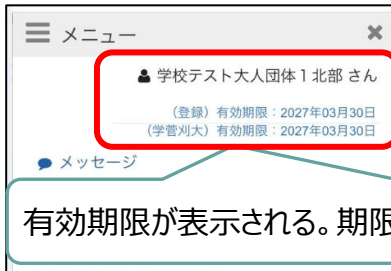 メニュー ✖
学校テスト大人団体1北部 さん
（登録）有効期限：2027年03月30日
（学菅刈大）有効期限：2027年03月30日
メッセージ
有効期限が表示される。期限